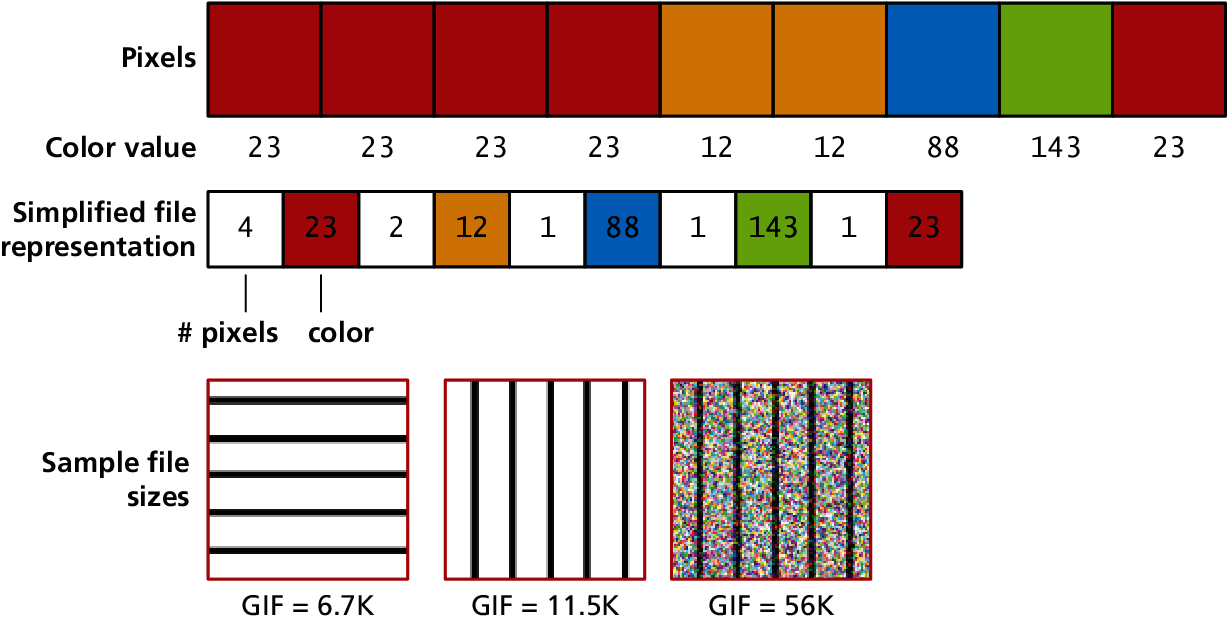 Pixels
Color value 23 23 23 23 12 12 88 143 23
Simplified file
representation
4 23 2 12 1 88 1 143 1 23
# pixels color
Sample file
sizes
GIF = 6.7K GIF = 11.5K GIF = 56K